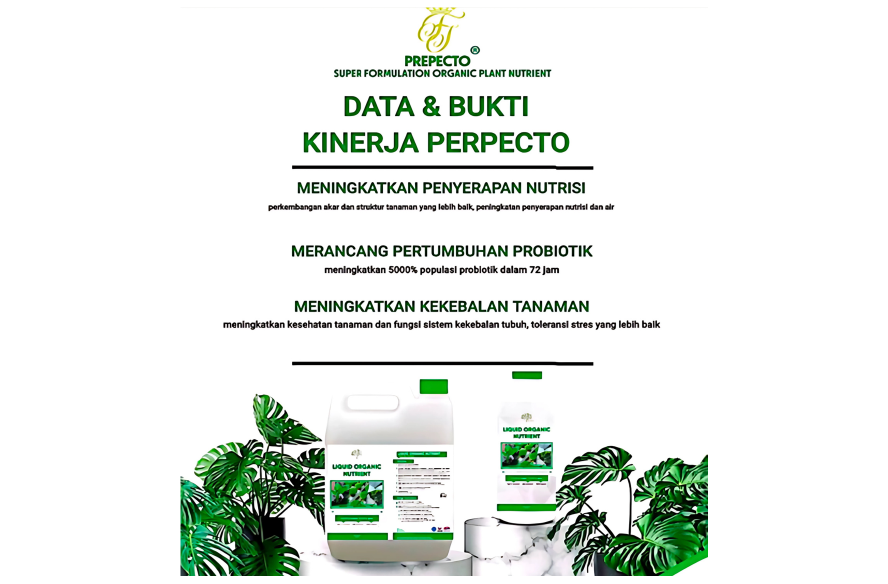 PREPECTO®
SUPER FORMULATION ORGANIC PLANT NUTRIENT
DATA & BUKTI
KINERJA PERPECTO
MENINGKATKAN PENYERAPAN NUTRISI
perkembangan akar dan struktur tanaman yang lebih baik, peningkatan penyerapan nutrisi dan air
MERANCANG PERTUMBUHAN PROBIOTIK
meningkatkan 5000% populasi probiotik dalam 72 jam
MENINGKATKAN KEKEBALAN TANAMAN
meningkatkan kesehatan tanaman dan fungsi sistem kekebalan tubuh, toleransi stres yang lebih baik
LIQUID ORGANIC
NUTRIENT
LIQUID ORGANIC NUTRIENT
LIQUID ORGANIC
NUTRIENT